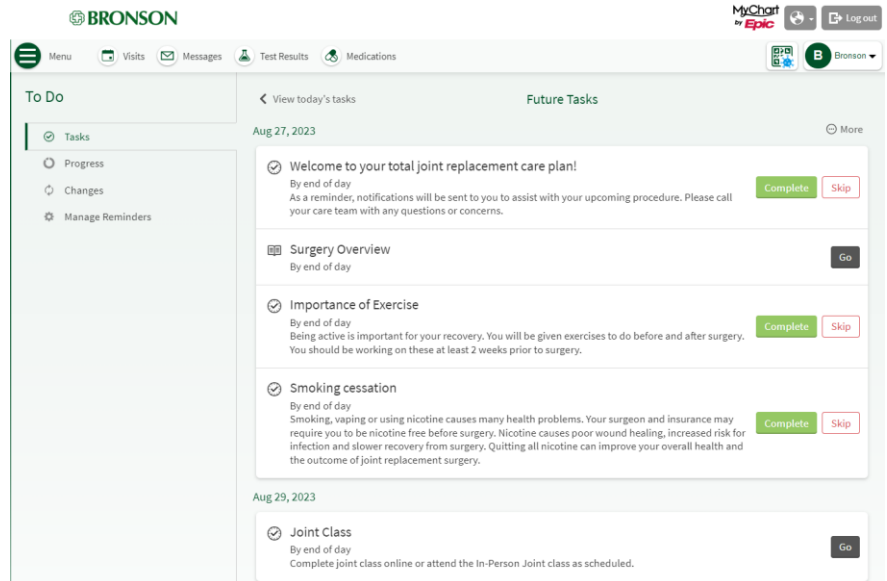 BRONSON
MyChart
by Epic
Log out
Menu
Visits
Messages
Test Results
Medications
B
Bronson
To Do
Tasks
Progress
Changes
Manage Reminders
View today's tasks
Future Tasks
Aug 27, 2023
More
Welcome to your total joint replacement care plan!
By end of day
As a reminder, notifications will be sent to you to assist with your upcoming procedure. Please call
your care team with any questions or concerns.
Complete
Skip
Surgery Overview
By end of day
Go
Importance of Exercise
By end of day
Being active is important for your recovery. You will be given exercises to do before and after surgery.
You should be working on these at least 2 weeks prior to surgery.
Complete
Skip
Smoking cessation
By end of day
Smoking, vaping or using nicotine causes many health problems. Your surgeon and insurance may
require you to be nicotine free before surgery. Nicotine causes poor wound healing, increased risk for
infection and slower recovery from surgery. Quitting all nicotine can improve your overall health and
the outcome of joint replacement surgery.
Complete
Skip
Aug 29, 2023
Joint Class
By end of day
Complete joint class online or attend the In-Person Joint class as scheduled.
Go